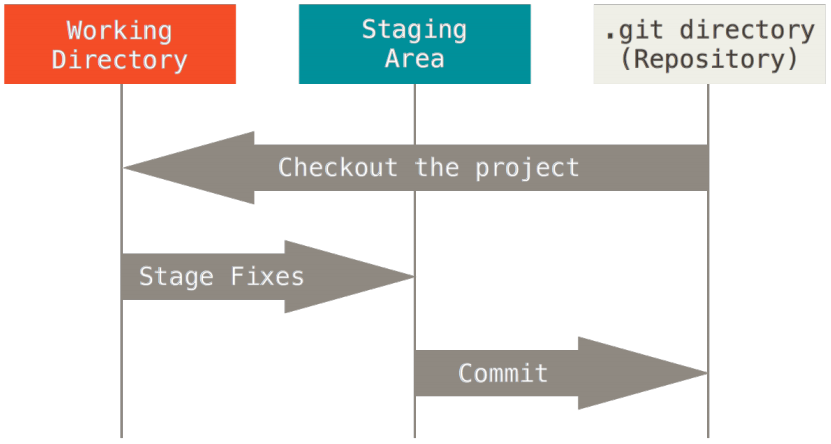 Working
Directory
Staging
Area
.git directory
(Repository)
Checkout the project
Stage Fixes
Commit